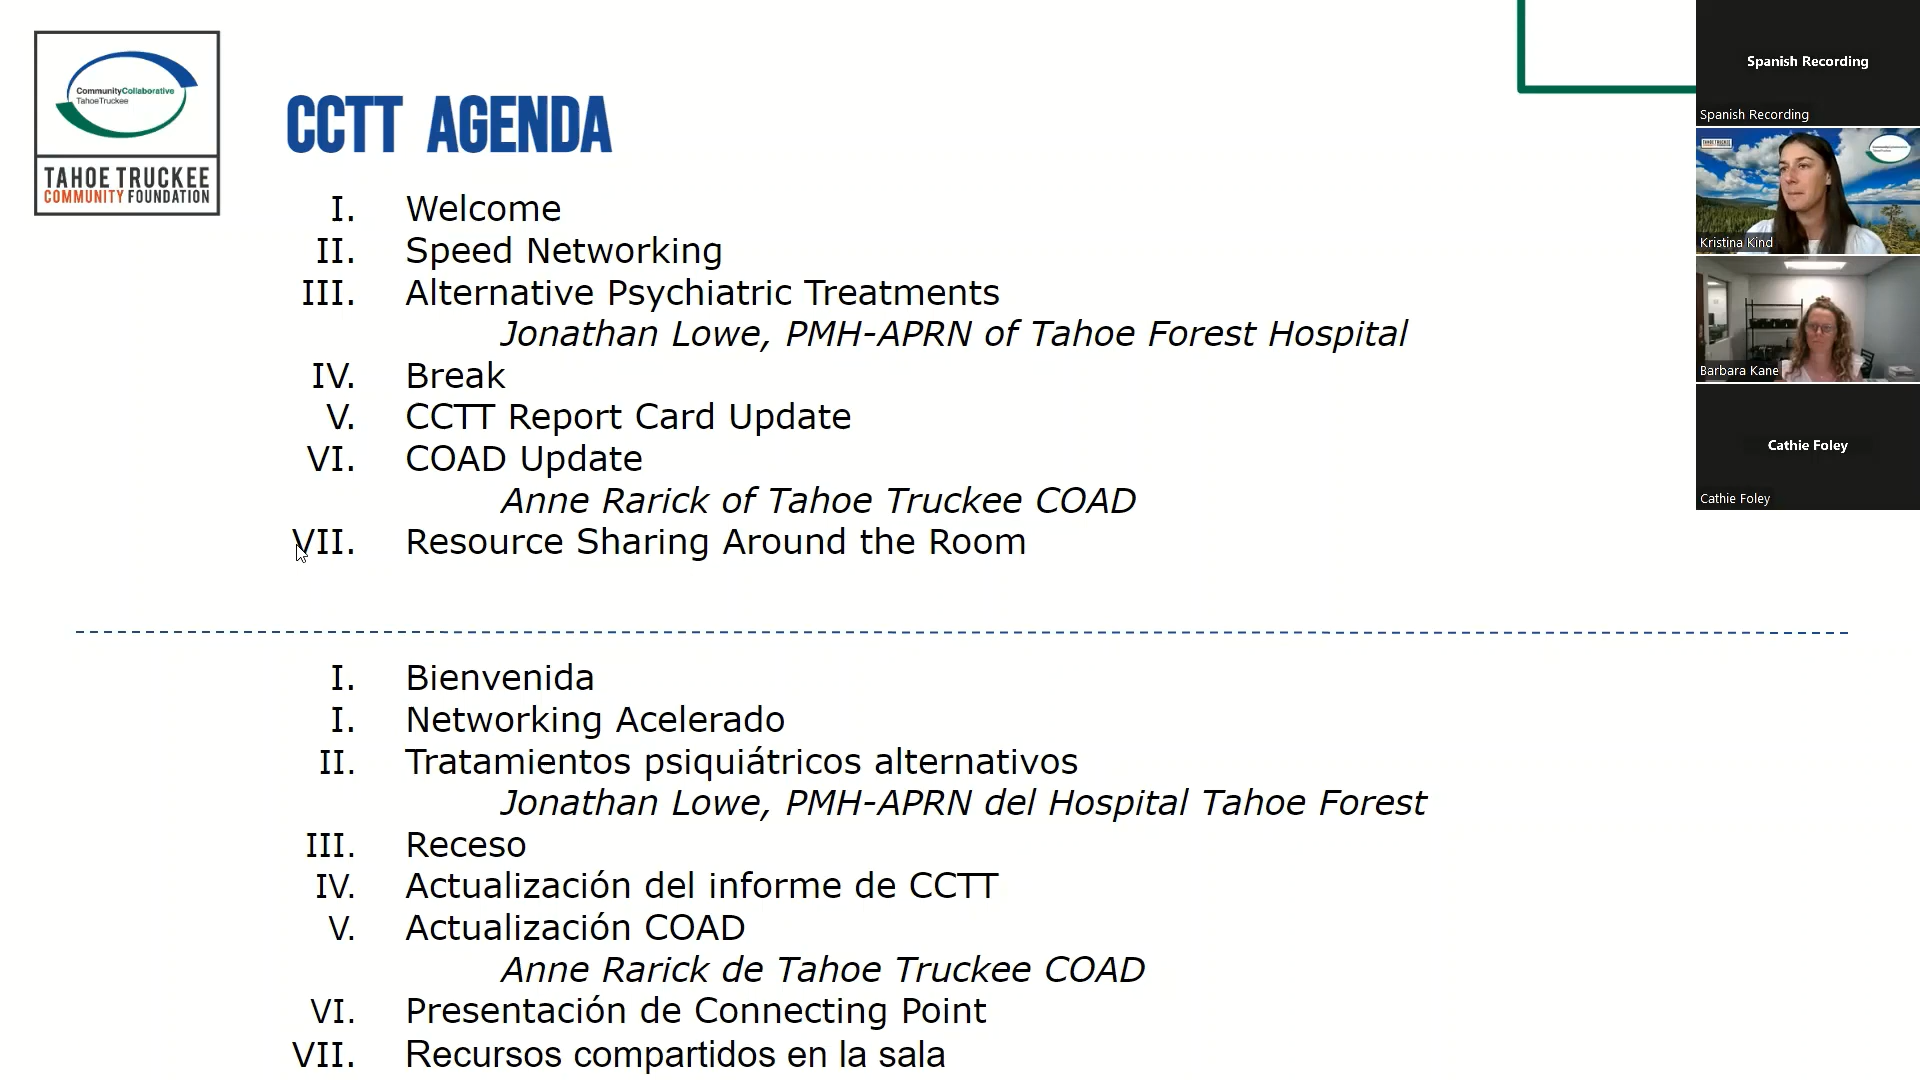 CommunityCollaborative
TahoeTruckee
TAHOE TRUCKEE
COMMUNITY FOUNDATION
CCTT AGENDA
I. Welcome
II. Speed Networking
III. Alternative Psychiatric Treatments
Jonathan Lowe, PMH-APRN of Tahoe Forest Hospital
IV. Break
V. CCTT Report Card Update
VI. COAD Update
Anne Rarick of Tahoe Truckee COAD
VII. Resource Sharing Around the Room
I. Bienvenida
I. Networking Acelerado
II. Tratamientos psiquiátricos alternativos
Jonathan Lowe, PMH-APRN del Hospital Tahoe Forest
III. Receso
IV. Actualización del informe de CCTT
V. Actualización COAD
Anne Rarick de Tahoe Truckee COAD
VI. Presentación de Connecting Point
VII. Recursos compartidos en la sala
Spanish Recording
Spanish Recording
Kristina Kind
Barbara Kane
Cathie Foley
Cathie Foley